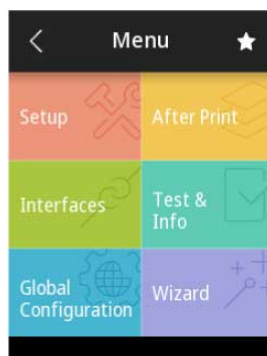 Menu
Setup
After Print
Interfaces
Test &
Info
Global
Configuration
Wizard